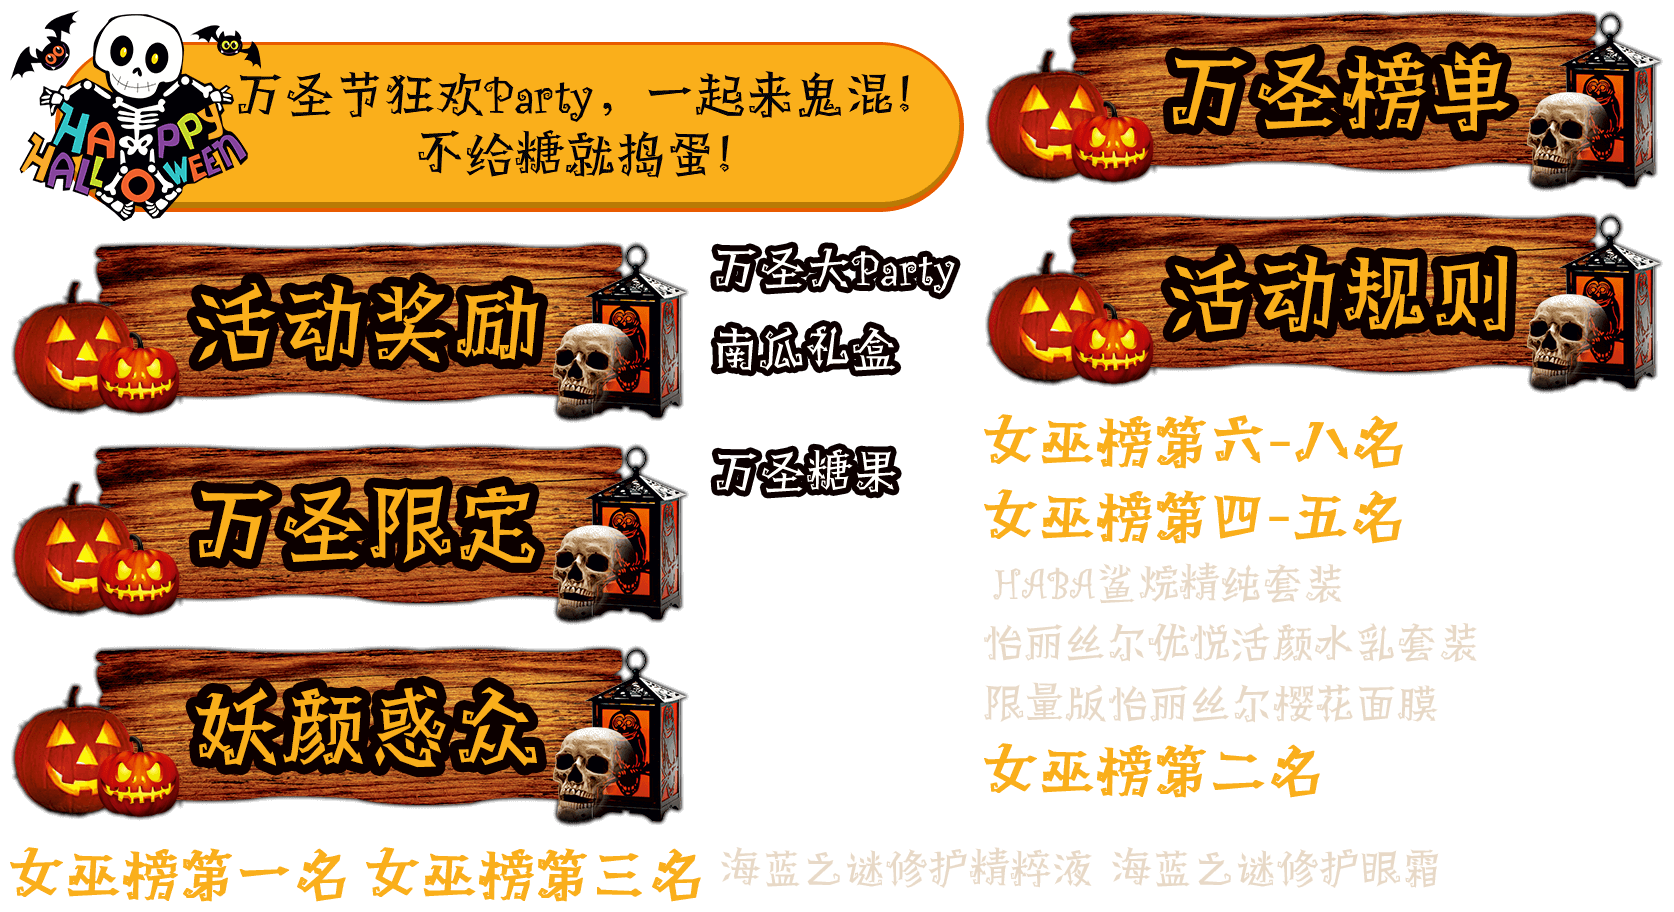 HAPPY
HALLOWEEN
万圣节狂欢Party，一起来鬼混！
不给糖就捣蛋！
万圣榜单
活动奖励
万圣大Party
南瓜礼盒
活动规则
万圣限定
万圣糖果
女巫榜第六-八名
女巫榜第四-五名
HABA鲨烷精纯套装
怡丽丝尔优悦活颜水乳套装
限量版怡丽丝尔樱花面膜
妖颜惑众
女巫榜第二名
女巫榜第一名 女巫榜第三名 海蓝之谜修护精粹液 海蓝之谜修护眼霜